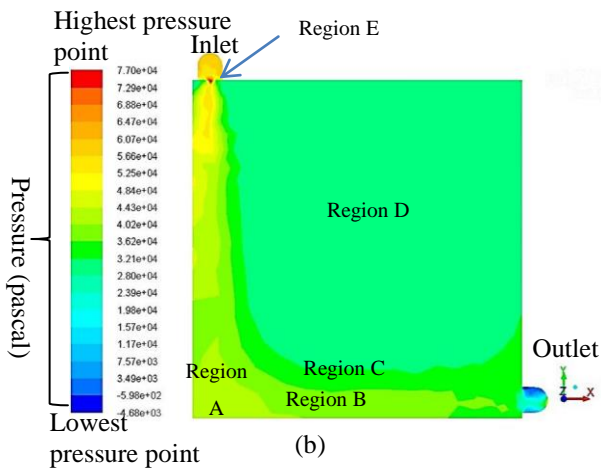 Highest pressure
point
Inlet
Region E
7.70e+04
7.29e+04
6.88e+04
6.47e+04
6.07e+04
5.66e+04
5.25e+04
4.84e+04
4.43e+04
4.02e+04
3.62e+04
3.21e+04
2.80e+04
2.39e+04
1.98e+04
1.57e+04
1.17e+04
7.57e+03
3.49e+03
-5.98e+02
-4.68e+03
Pressure (pascal)
Region D
Region C
Region
A
Region B
Outlet
Y
Z
X
Lowest
pressure point
(b)